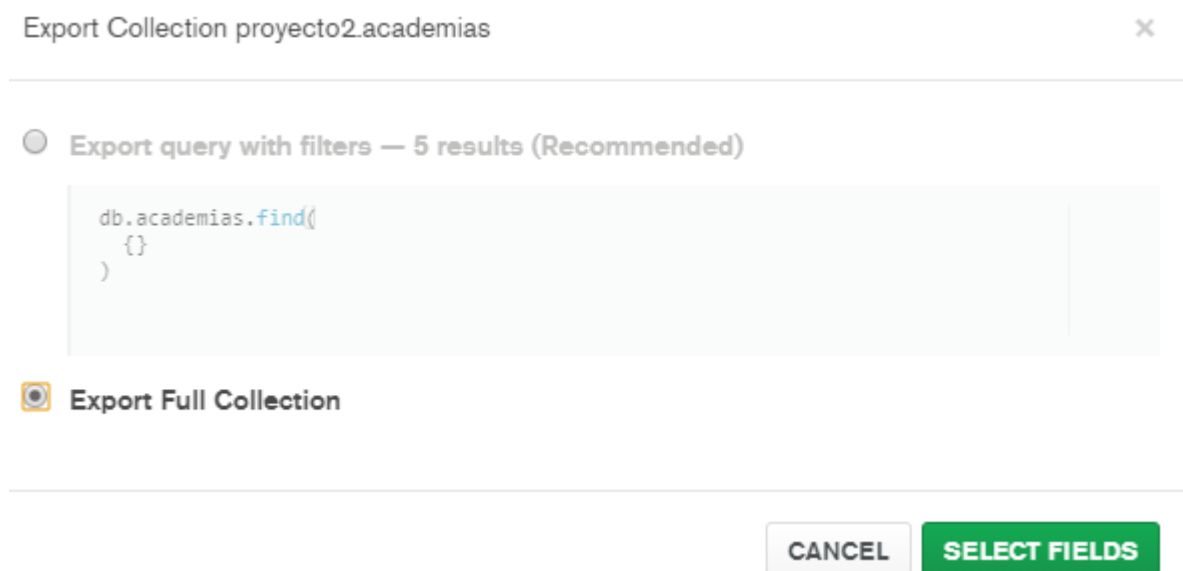 Export Collection proyecto2.academias ×
Export query with filters — 5 results (Recommended)
db.academias.find(
{}
)
Export Full Collection
CANCEL SELECT FIELDS